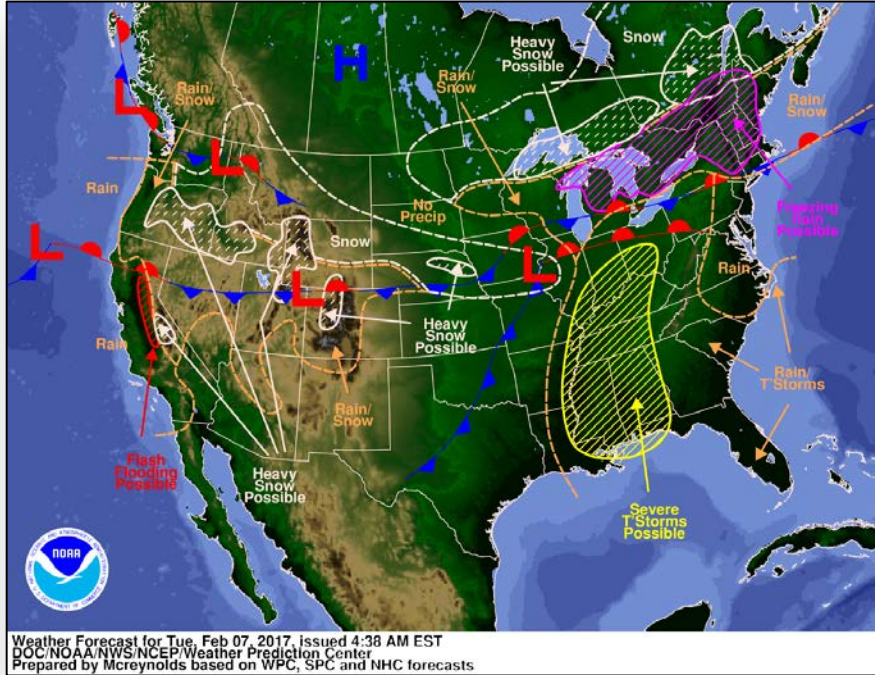 Heavy
Snow
Possible
Snow
Rain/
Snow
Rain/
Snow
H
L
Rain/
Snow
L
Rain
No
Precip
Freezing
Rain
Possible
L
Snow
L
Rain
L
Heavy
Snow
Possible
Rain
Rain/
T'Storms
Rain/
Snow
Flash
Flooding
Possible
Heavy
Snow
Possible
Severe
T'Storms
Possible
NOAA
Weather Forecast for Tue, Feb 07, 2017, issued 4:38 AM EST
DOC/NOAA/NWS/NCEP/Weather Prediction Center
Prepared by Mcreynolds based on WPC, SPC and NHC forecasts